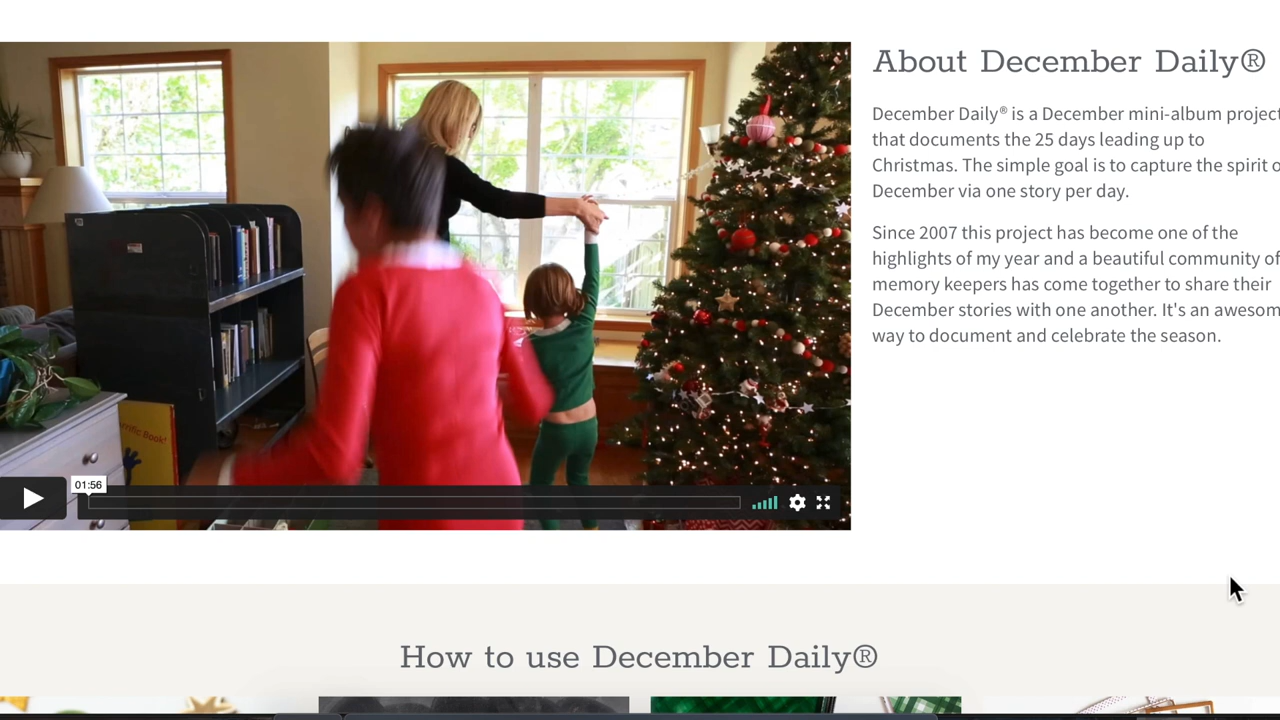 About December Daily®
December Daily® is a December mini-album project
that documents the 25 days leading up to
Christmas. The simple goal is to capture the spirit
December via one story per day.
Since 2007 this project has become one of the
highlights of my year and a beautiful community of
memory keepers has come together to share their
December stories with one another. It's an
way to document and celebrate the season.
rrific Book!
01:56
How to use December Daily®